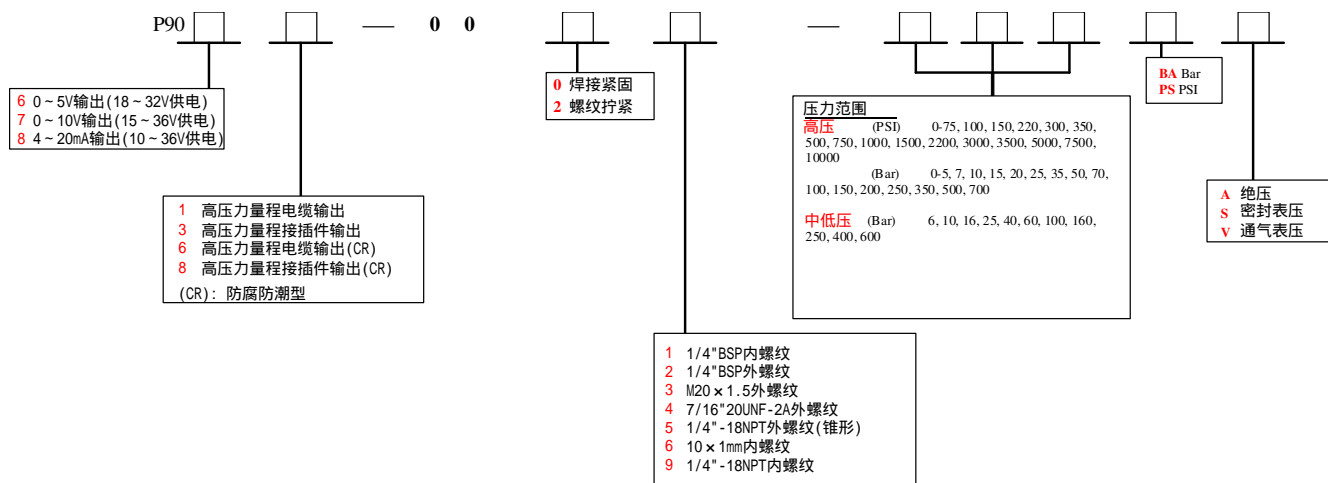 P90 — 0 0 —
6 0～5V输出(18～32V供电)
7 0～10V输出(15～36V供电)
8 4～20mA输出(10～36V供电)
1 高压力量程电缆输出
3 高压力量程接插件输出
6 高压力量程电缆输出(CR)
8 高压力量程接插件输出(CR)
(CR): 防腐防潮型
0 焊接紧固
2 螺纹拧紧
1 1/4"BSP内螺纹
2 1/4"BSP外螺纹
3 M20×1.5外螺纹
4 7/16"20UNF-2A外螺纹
5 1/4"-18NPT外螺纹(锥形)
6 10×1mm内螺纹
9 1/4"-18NPT内螺纹
压力范围
高压 (PSI) 0-75, 100, 150, 220, 300, 350,
500, 750, 1000, 1500, 2200, 3000, 3500, 5000, 7500,
10000
(Bar) 0-5, 7, 10, 15, 20, 25, 35, 50, 70,
100, 150, 200, 250, 350, 500, 700
中低压 (Bar) 6, 10, 16, 25, 40, 60, 100, 160,
250, 400, 600
BA Bar
PS PSI
A 绝压
S 密封表压
V 通气表压